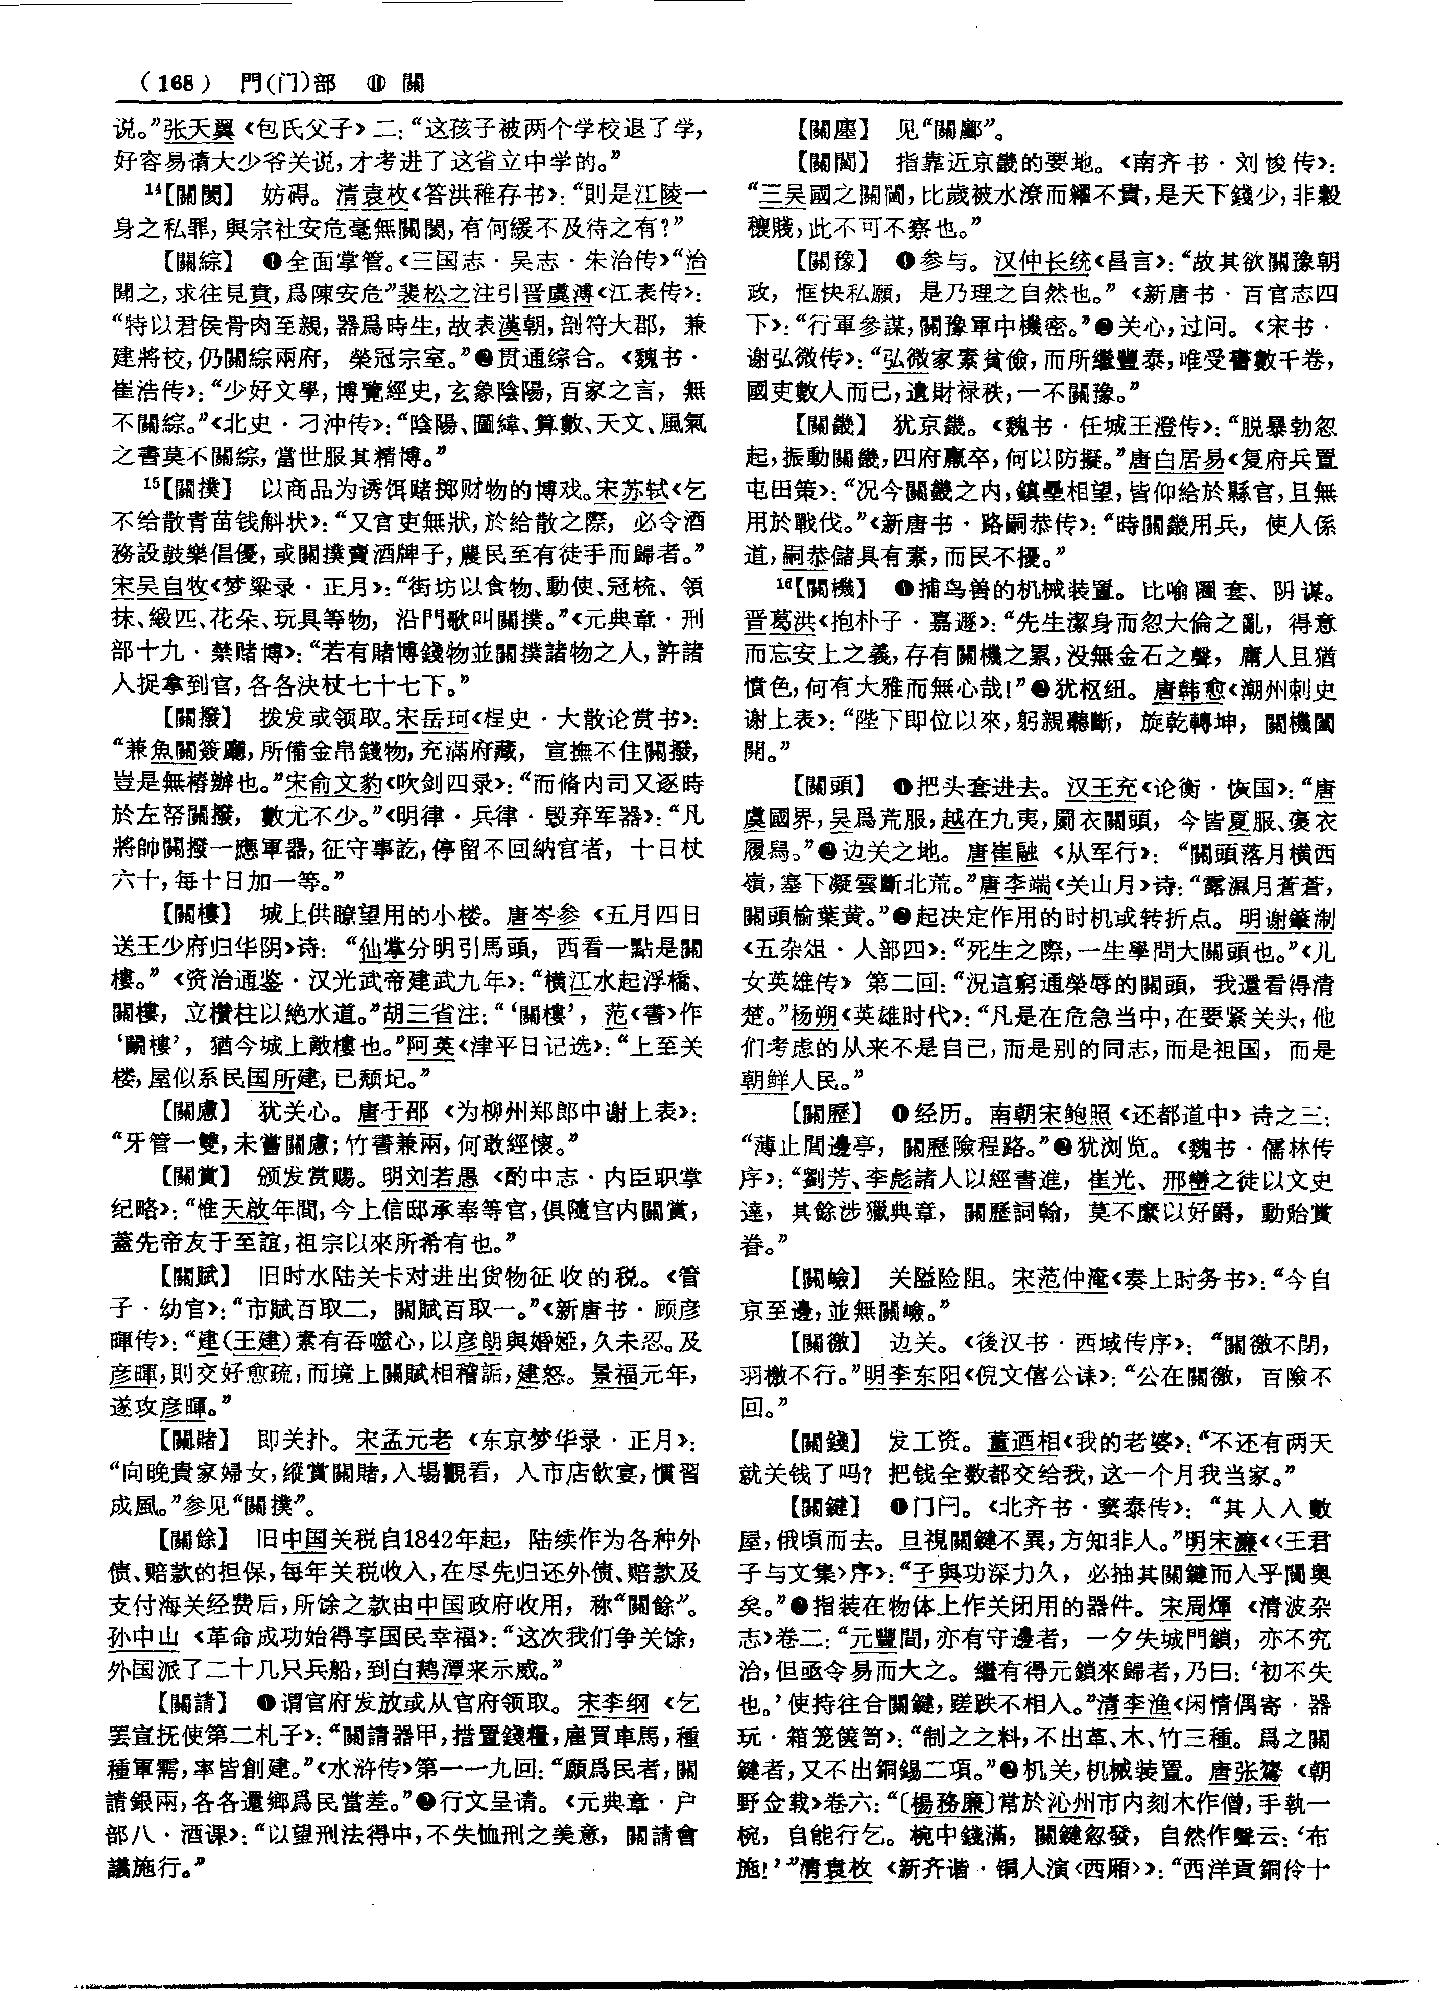 （168） 門(门)部 ⑪ 關
说。”张天翼《包氏父子》二：“这孩子被两个学校退了学，
好容易请大少爷关说，才考进了这省立中学的。”
14【關閡】 妨碍。清袁枚《答洪稚存书》：“則是江陵一
身之私罪，與宗社安危毫無關閡，有何緩不及待之有？”
【關綜】 ❶全面掌管。《三国志·吴志·朱治传》“治
聞之，求往見賁，爲陳安危”裴松之注引晋虞溥《江表传》：
“特以君侯骨肉至親，器爲時生，故表漢朝，剖符大郡，兼
建將校，仍關綜兩府，榮冠宗室。”❷贯通综合。《魏书·
崔浩传》：“少好文學，博覽經史，玄象陰陽，百家之言，無
不關綜。”《北史·刁沖传》：“陰陽、圖緯、算數、天文、風氣
之書莫不關綜，當世服其精博。”
15【關撲】 以商品为诱饵赌掷财物的博戏。宋苏轼《乞
不给散青苗钱斛状》：“又官吏無狀，於給散之際，必令酒
務設鼓樂倡優，或關撲賣酒牌子，農民至有徒手而歸者。”
宋吴自牧《梦粱录·正月》：“街坊以食物、動使、冠梳、領
抹、緞匹、花朵、玩具等物，沿門歌叫關撲。”《元典章·刑
部十九·禁赌博》：“若有賭博錢物並關撲諸物之人，許諸
人捉拿到官，各各決杖七十七下。”
【關撥】 拨发或领取。宋岳珂《桯史·大散论赏书》：
“兼魚關簽廳，所備金帛錢物，充滿府藏，宣撫不住關撥，
豈是無樁辦也。”宋俞文豹《吹剑四录》：“而脩内司又逐時
於左帑關撥，數尤不少。”《明律·兵律·毁弃军器》：“凡
將帥關撥一應軍器，征守事訖，停留不回納官者，十日杖
六十，每十日加一等。”
【關樓】 城上供瞭望用的小楼。唐岑参《五月四日
送王少府归华阴》诗：“仙掌分明引馬頭，西看一點是關
樓。”《资治通鉴·汉光武帝建武九年》：“横江水起浮橋、
關樓，立欑柱以絶水道。”胡三省注：“‘關樓’，范《書》作
‘鬭樓’，猶今城上敵樓也。”阿英《津平日记选》：“上至关
楼，屋似系民国所建，已颓圮。”
【關慮】 犹关心。唐于邵《为柳州郑郎中谢上表》：
“牙管一雙，未嘗關慮；竹書兼兩，何敢經懷。”
【關賞】 颁发赏赐。明刘若愚《酌中志·内臣职掌
纪略》：“惟天啟年間，今上信邸承奉等官，俱隨宫内關賞，
蓋先帝友于至誼，祖宗以來所希有也。”
【關賦】 旧时水陆关卡对进出货物征收的税。《管
子·幼官》：“市賦百取二，關賦百取一。”《新唐书·顾彦
暉传》：“建（王建）素有吞噬心，以彦朗與婚婭，久未忍。及
彦暉，則交好愈疏，而境上關賦相稽詬，建怒。景福元年，
遂攻彦暉。”
【關賭】 即关扑。宋孟元老《东京梦华录·正月》：
“向晚貴家婦女，縱賞關賭，入場觀看，入市店飲宴，慣習
成風。”参见“關撲”。
【關餘】 旧中国关税自1842年起，陆续作为各种外
债、赔款的担保，每年关税收入，在尽先归还外债、赔款及
支付海关经费后，所馀之款由中国政府收用，称“關餘”。
孙中山《革命成功始得享国民幸福》：“这次我们争关馀，
外国派了二十几只兵船，到白鹅潭来示威。”
【關請】 ❶谓官府发放或从官府领取。宋李纲《乞
罢宣抚使第二札子》：“關請器甲，措置錢糧，雇買車馬，種
種軍需，率皆創建。”《水浒传》第一一九回：“願爲民者，關
請銀兩，各各還鄉爲民當差。”❷行文呈请。《元典章·户
部八·酒课》：“以望刑法得中，不失恤刑之美意，關請會
議施行。”
【關塵】 见“關鄽”。
【關閫】 指靠近京畿的要地。《南齐书·刘悛传》：
“三吴國之關閫，比歲被水潦而糴不貴，是天下錢少，非穀
穰賤，此不可不察也。”
【關豫】 ❶参与。汉仲长统《昌言》：“故其欲關豫朝
政，愜快私願，是乃理之自然也。”《新唐书·百官志四
下》：“行軍參謀，關豫軍中機密。”❷关心，过问。《宋书·
谢弘微传》：“弘微家素貧儉，而所繼豐泰，唯受書數千卷，
國吏數人而已，遺財禄秩，一不關豫。”
【關畿】 犹京畿。《魏书·任城王澄传》：“脱暴勃忽
起，振動關畿，四府羸卒，何以防擬。”唐白居易《复府兵置
屯田策》：“况今關畿之内，鎮壘相望，皆仰給於縣官，且無
用於戰伐。”《新唐书·路嗣恭传》：“時關畿用兵，使人係
道，嗣恭儲具有素，而民不擾。”
16【關機】 ❶捕鸟兽的机械装置。比喻圈套、阴谋。
晋葛洪《抱朴子·嘉遯》：“先生潔身而忽大倫之亂，得意
而忘安上之義，存有關機之累，没無金石之聲，庸人且猶
憤色，何有大雅而無心哉！”❷犹枢纽。唐韩愈《潮州刺史
谢上表》：“陛下即位以來，躬親聽斷，旋乾轉坤，關機闔
開。”
【關頭】 ❶把头套进去。汉王充《论衡·恢国》：“唐
虞國界，吴爲荒服，越在九夷，罽衣關頭，今皆夏服、褒衣
履舄。”❷边关之地。唐崔融《从军行》：“關頭落月横西
嶺，塞下凝雲斷北荒。”唐李端《关山月》诗：“露濕月蒼蒼，
關頭榆葉黄。”❸起决定作用的时机或转折点。明谢肇淛
《五杂俎·人部四》：“死生之際，一生學問大關頭也。”《儿
女英雄传》第二回：“況這窮通榮辱的關頭，我還看得清
楚。”杨朔《英雄时代》：“凡是在危急当中，在要紧关头，他
们考虑的从来不是自己，而是别的同志，而是祖国，而是
朝鲜人民。”
【關歷】 ❶经历。南朝宋鲍照《还都道中》诗之三：
“薄止閭邊亭，關歷險程路。”❷犹浏览。《魏书·儒林传
序》：“劉芳、李彪諸人以經書進，崔光、邢巒之徒以文史
達，其餘涉獵典章，關歷詞翰，莫不縻以好爵，動貽賞
眷。”
【關嶮】 关隘险阻。宋范仲淹《奏上时务书》：“今自
京至邊，並無關嶮。”
【關徼】 边关。《後汉书·西域传序》：“關徼不閉，
羽檄不行。”明李东阳《倪文僖公诔》：“公在關徼，百險不
回。”
【關錢】 发工资。董迺相《我的老婆》：“不还有两天
就关钱了吗？把钱全数都交给我，这一个月我当家。”
【關鍵】 ❶门闩。《北齐书·窦泰传》：“其人入數
屋，俄頃而去。旦視關鍵不異，方知非人。”明宋濂《〈王君
子与文集〉序》：“子與功深力久，必抽其關鍵而入乎閫奥
矣。”❷指装在物体上作关闭用的器件。宋周煇《清波杂
志》卷二：“元豐間，亦有守邊者，一夕失城門鎖，亦不究
治，但亟令易而大之。繼有得元鎖來歸者，乃曰：‘初不失
也。’使持往合關鍵，蹉跌不相入。”清李渔《闲情偶寄·器
玩·箱笼箧笥》：“制之之料，不出革、木、竹三種。爲之關
鍵者，又不出銅錫二項。”❸机关，机械装置。唐张鷟《朝
野佥载》卷六：“〔楊務廉〕常於沁州市内刻木作僧，手執一
椀，自能行乞。椀中錢滿，關鍵忽發，自然作聲云：‘布
施！’”清袁枚《新齐谐·铜人演〈西厢〉》：“西洋貢銅伶十